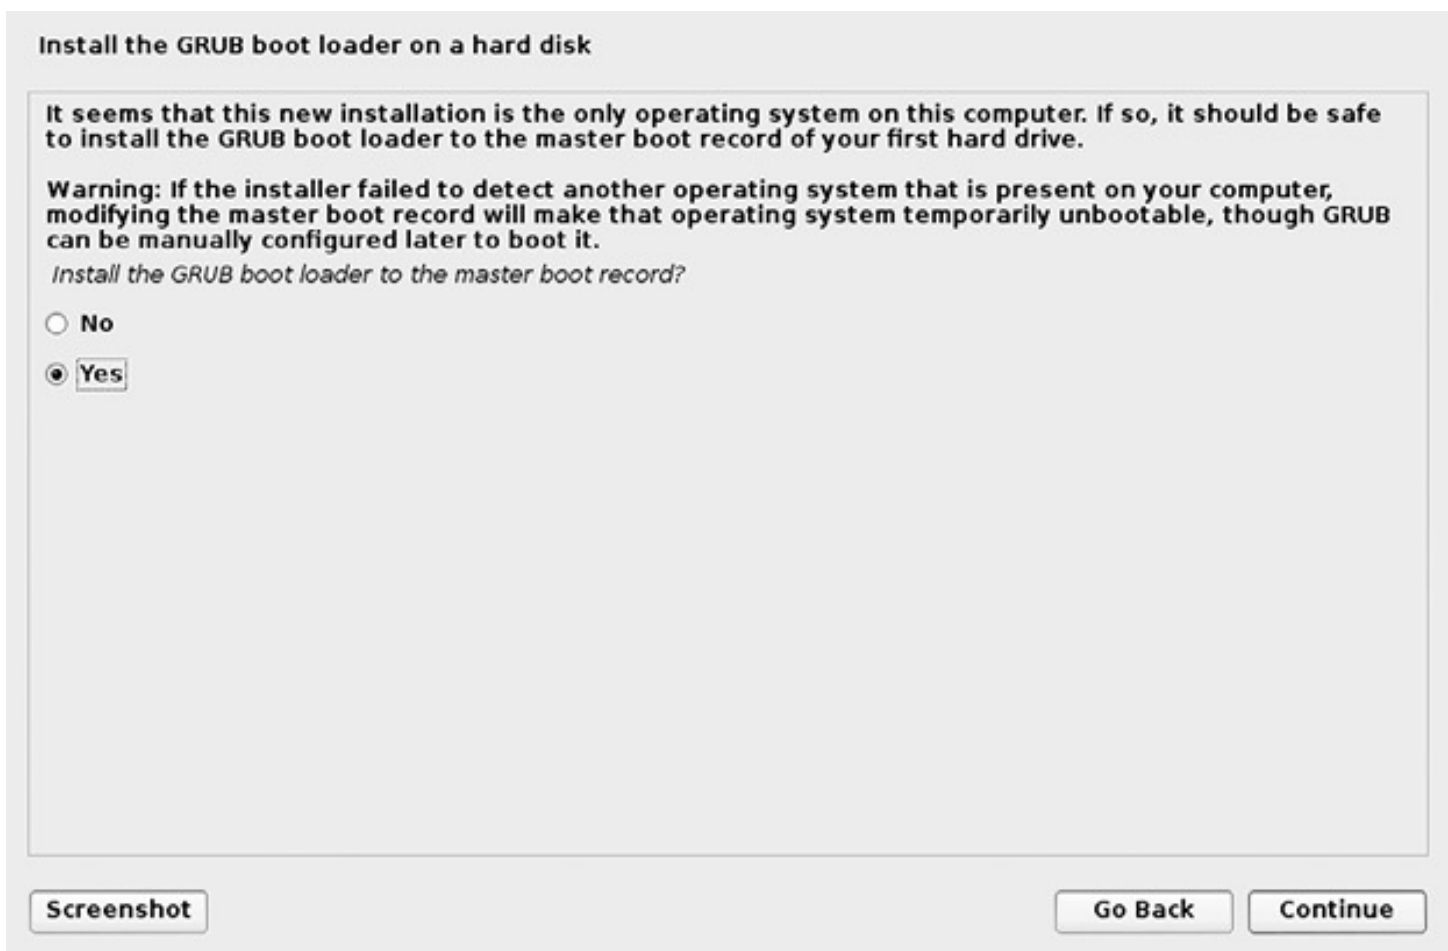 Install the GRUB boot loader on a hard disk
It seems that this new installation is the only operating system on this computer. If so, it should be safe
to install the GRUB boot loader to the master boot record of your first hard drive.
Warning: If the installer failed to detect another operating system that is present on your computer,
modifying the master boot record will make that operating system temporarily unbootable, though GRUB
can be manually configured later to boot it.
Install the GRUB boot loader to the master boot record?
No
Yes
Screenshot
Go Back
Continue